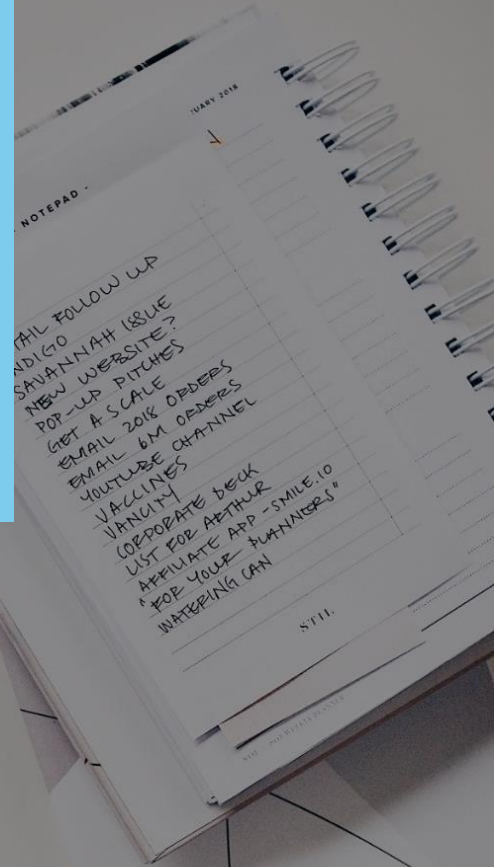 UARY 2018
NOTEPAD -
TAIL FOLLOW UP
NDIGO
SAVANNAH ISSUE
NEW WEBSITE?
POP-UP PITCHES
GET A SCALE
EMAIL 2018 ORDERS
EMAIL 6M ORDERS
YOUTUBE CHANNEL
VACCINES
VANCITY
CORPORATE DECK
LIST FOR ARTHUR
AFFILIATE APP - SMILE.IO
"FOR YOUR PLANNERS"
WATERING CAN
STIL